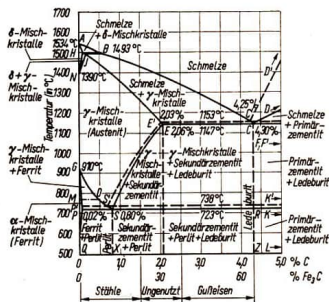 1700
1600
1500
1400
1300
1200
1100
1000
900
800
700
600
500
Temperatur (in °C)
δ-Misch-
kristalle
1534°C
δ+γ-
Misch-
kristalle
γ-Misch-
kristalle
+ Ferrit
α-Misch-
kristalle
(Ferrit)
A
H
B
1493°C
N
1390°C
Schmelze
+ δ-Mischkristalle
Schmelze
Schmelze
+ γ-Misch-
kristalle
γ-Misch-
kristalle
(Austenit)
2,03%
1153°C
4,25%
D'
D
E'
E 2,06%
1147°C
C
4,30%
F,F'
Schmelze
+ Primär-
zementit
γ-
Misch-
kristalle
+Sekundär-
zementit
γ-Mischkristalle
+Sekundärzementit
+ Ledeburit
Primär-
zementit
+ Ledeburit
G
910°C
M
P
738°C
723°C
K'
K
0,02%
S 0,80%
Ferrit
+ Perlit
Perlit
Sekundär-
zementit
+ Perlit
Sekundärzementit
+ Perlit + Ledeburit
Ledeburit
Primär-
zementit
+ Ledeburit
Q
X
Z
L
0
1,0
2,0
3,0
4,0
5,0 % C
0
10
20
30
40
50
60
% Fe₃C
Stähle
Ungenutzt
Gußeisen